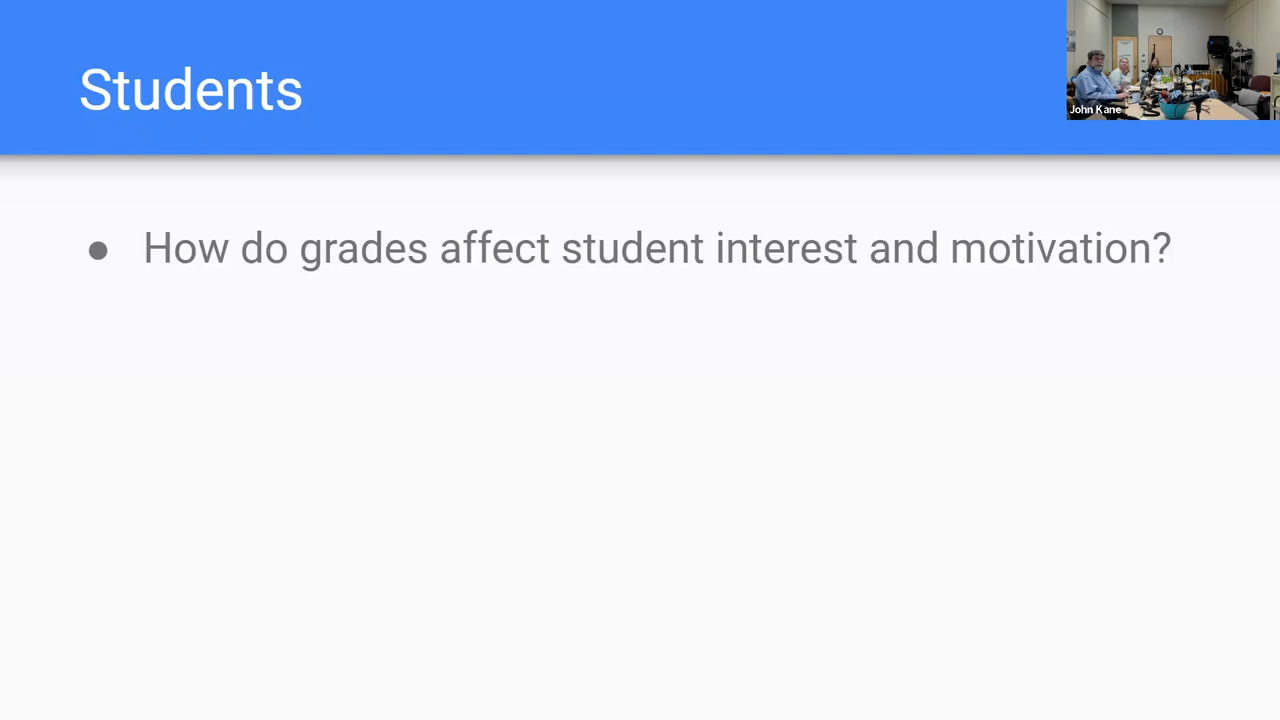 Students
John Kane
● How do grades affect student interest and motivation?